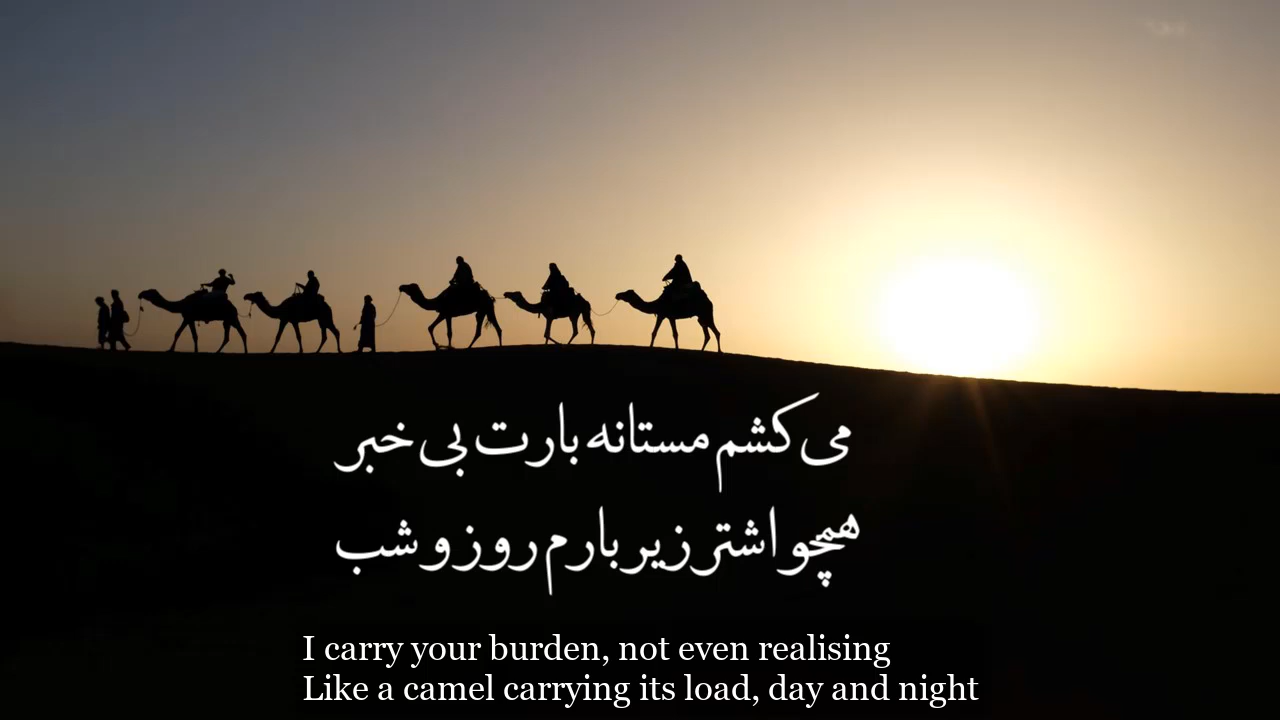 می کشم مستانه بارت بی خبر
همچو اشتر زیر بارم روز و شب
I carry your burden, not even realising
Like a camel carrying its load, day and night